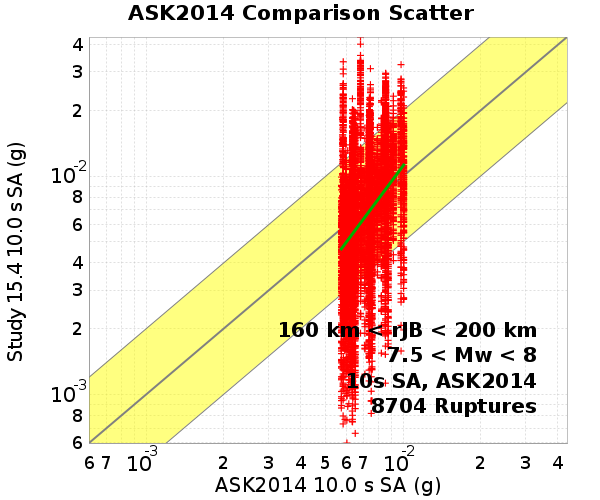 ASK2014 Comparison Scatter
4
3
2
10-2
8
6
4
3
2
10-3
8
6
Study 15.4 10.0 s SA (g)
160 km < rJB < 200 km
7.5 < Mw < 8
10s SA, ASK2014
8704 Ruptures
6 7 10-3 2 3 4 5 6 7 10-2 2 3 4
ASK2014 10.0 s SA (g)